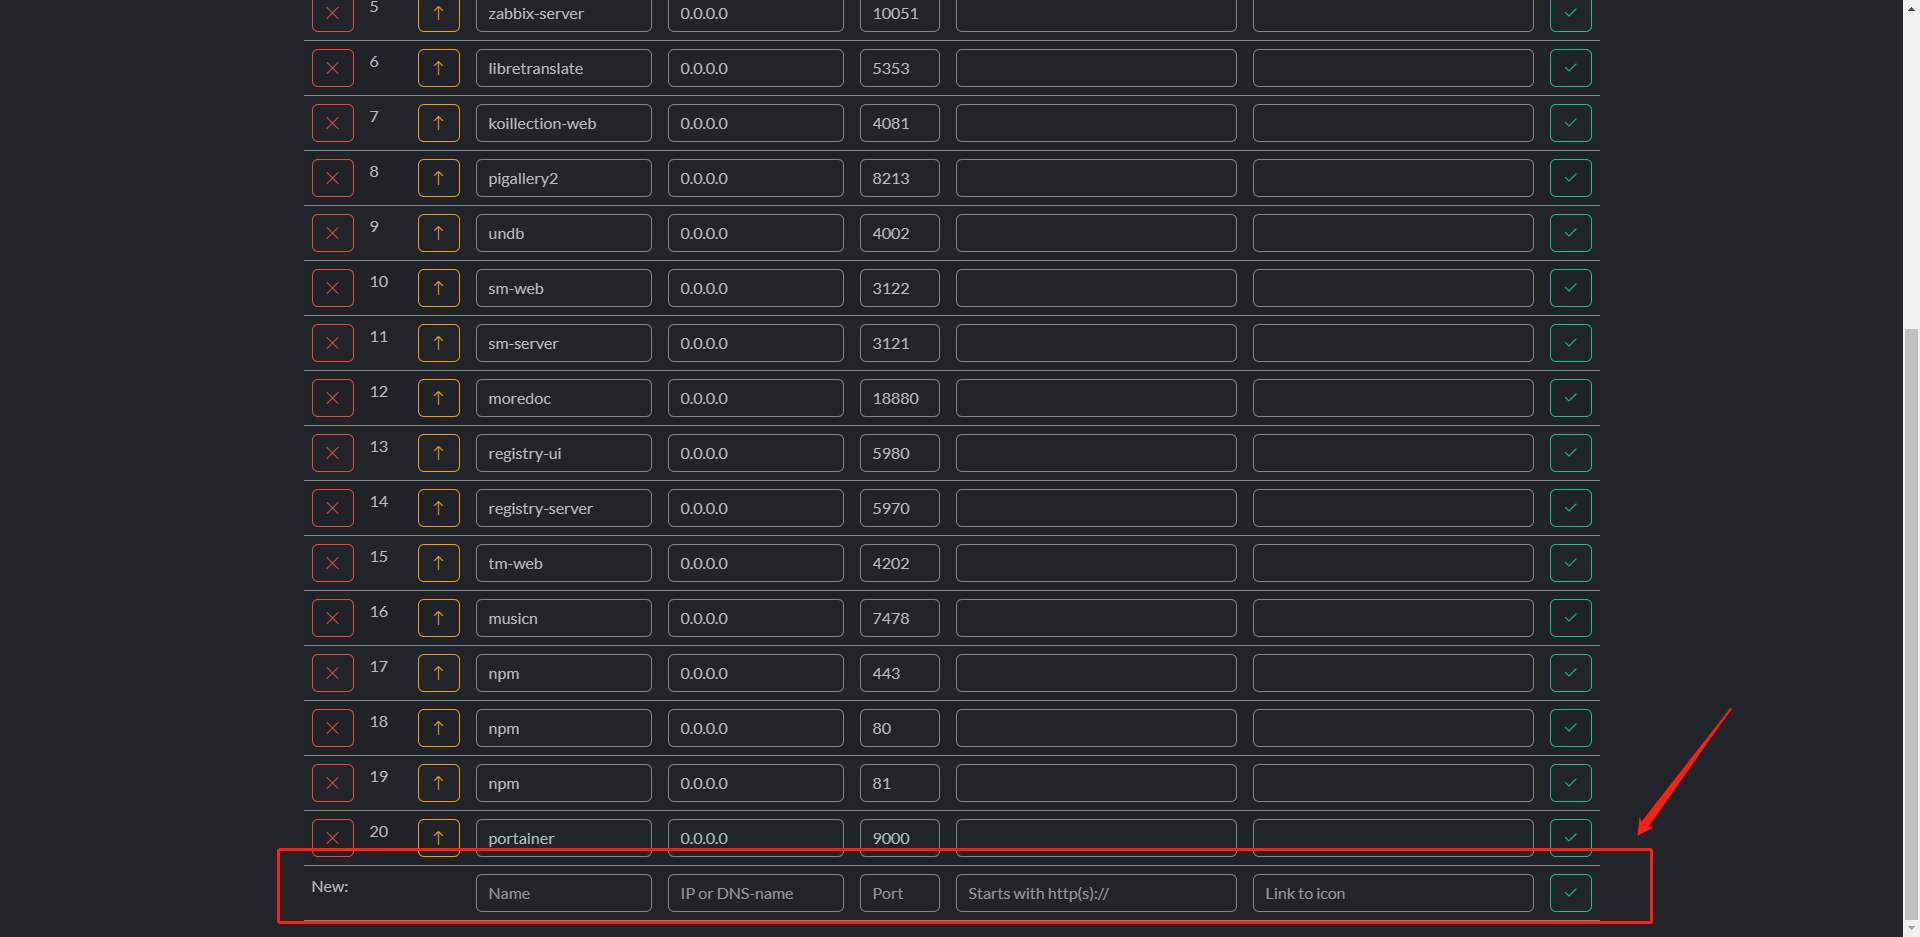 5 zabbix-server 0.0.0.0 10051
6 libretranslate 0.0.0.0 5353
7 koillection-web 0.0.0.0 4081
8 pigallery2 0.0.0.0 8213
9 undb 0.0.0.0 4002
10 sm-web 0.0.0.0 3122
11 sm-server 0.0.0.0 3121
12 moredoc 0.0.0.0 18880
13 registry-ui 0.0.0.0 5980
14 registry-server 0.0.0.0 5970
15 tm-web 0.0.0.0 4202
16 musicn 0.0.0.0 7478
17 npm 0.0.0.0 443
18 npm 0.0.0.0 80
19 npm 0.0.0.0 81
20 portainer 0.0.0.0 9000
New: Name IP or DNS-name Port Starts with http(s):// Link to icon